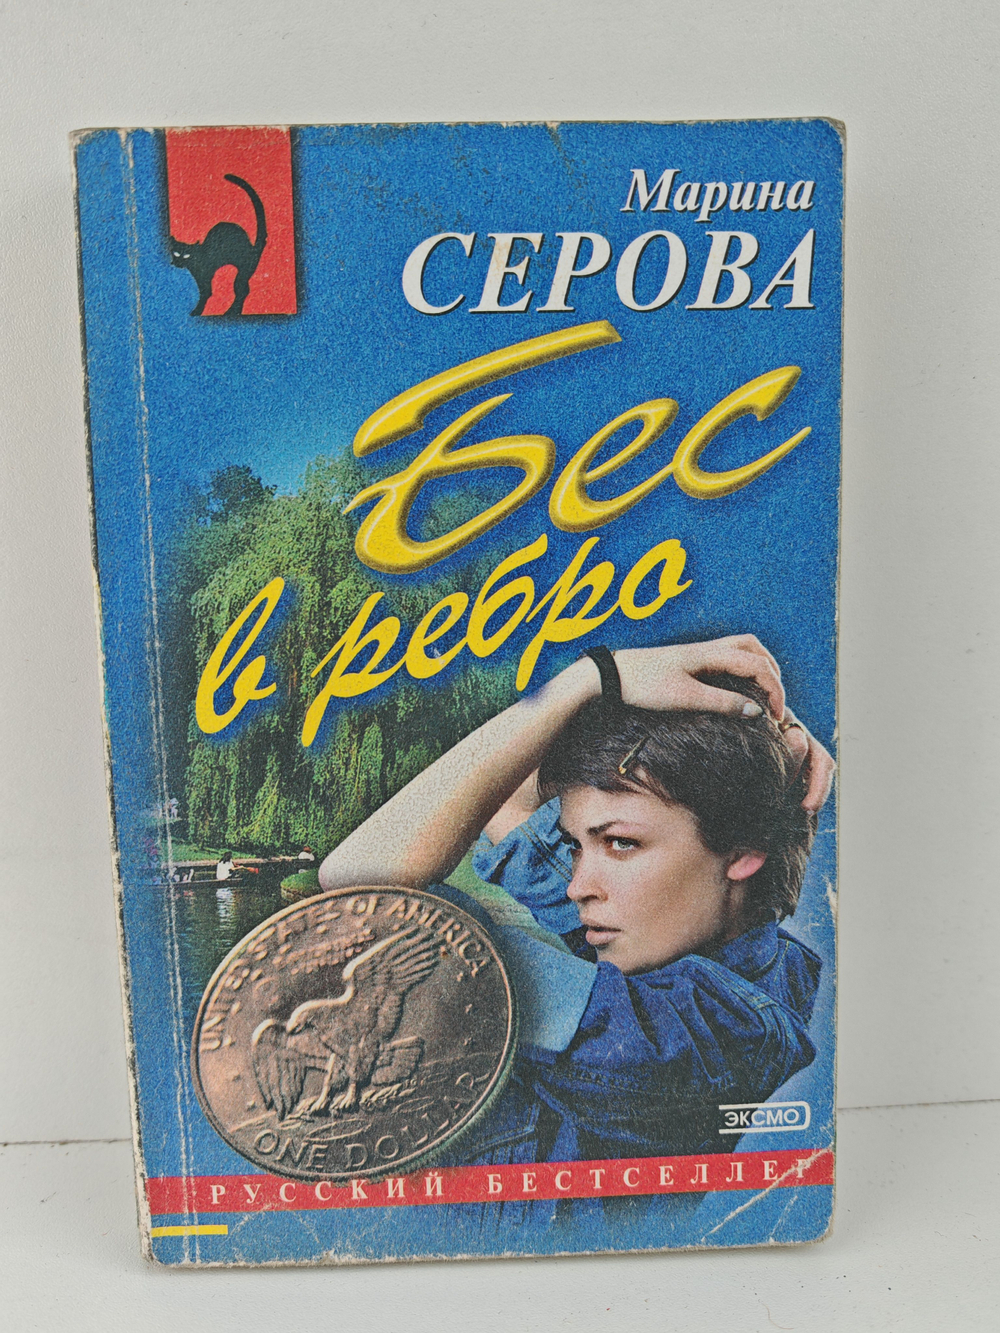 Марина
СЕРОВА
Бес
в ребро
UNITED STATES OF AMERICA
ONE DOLLAR
ЭКСМО
РУССКИЙ БЕСТСЕЛЛЕР